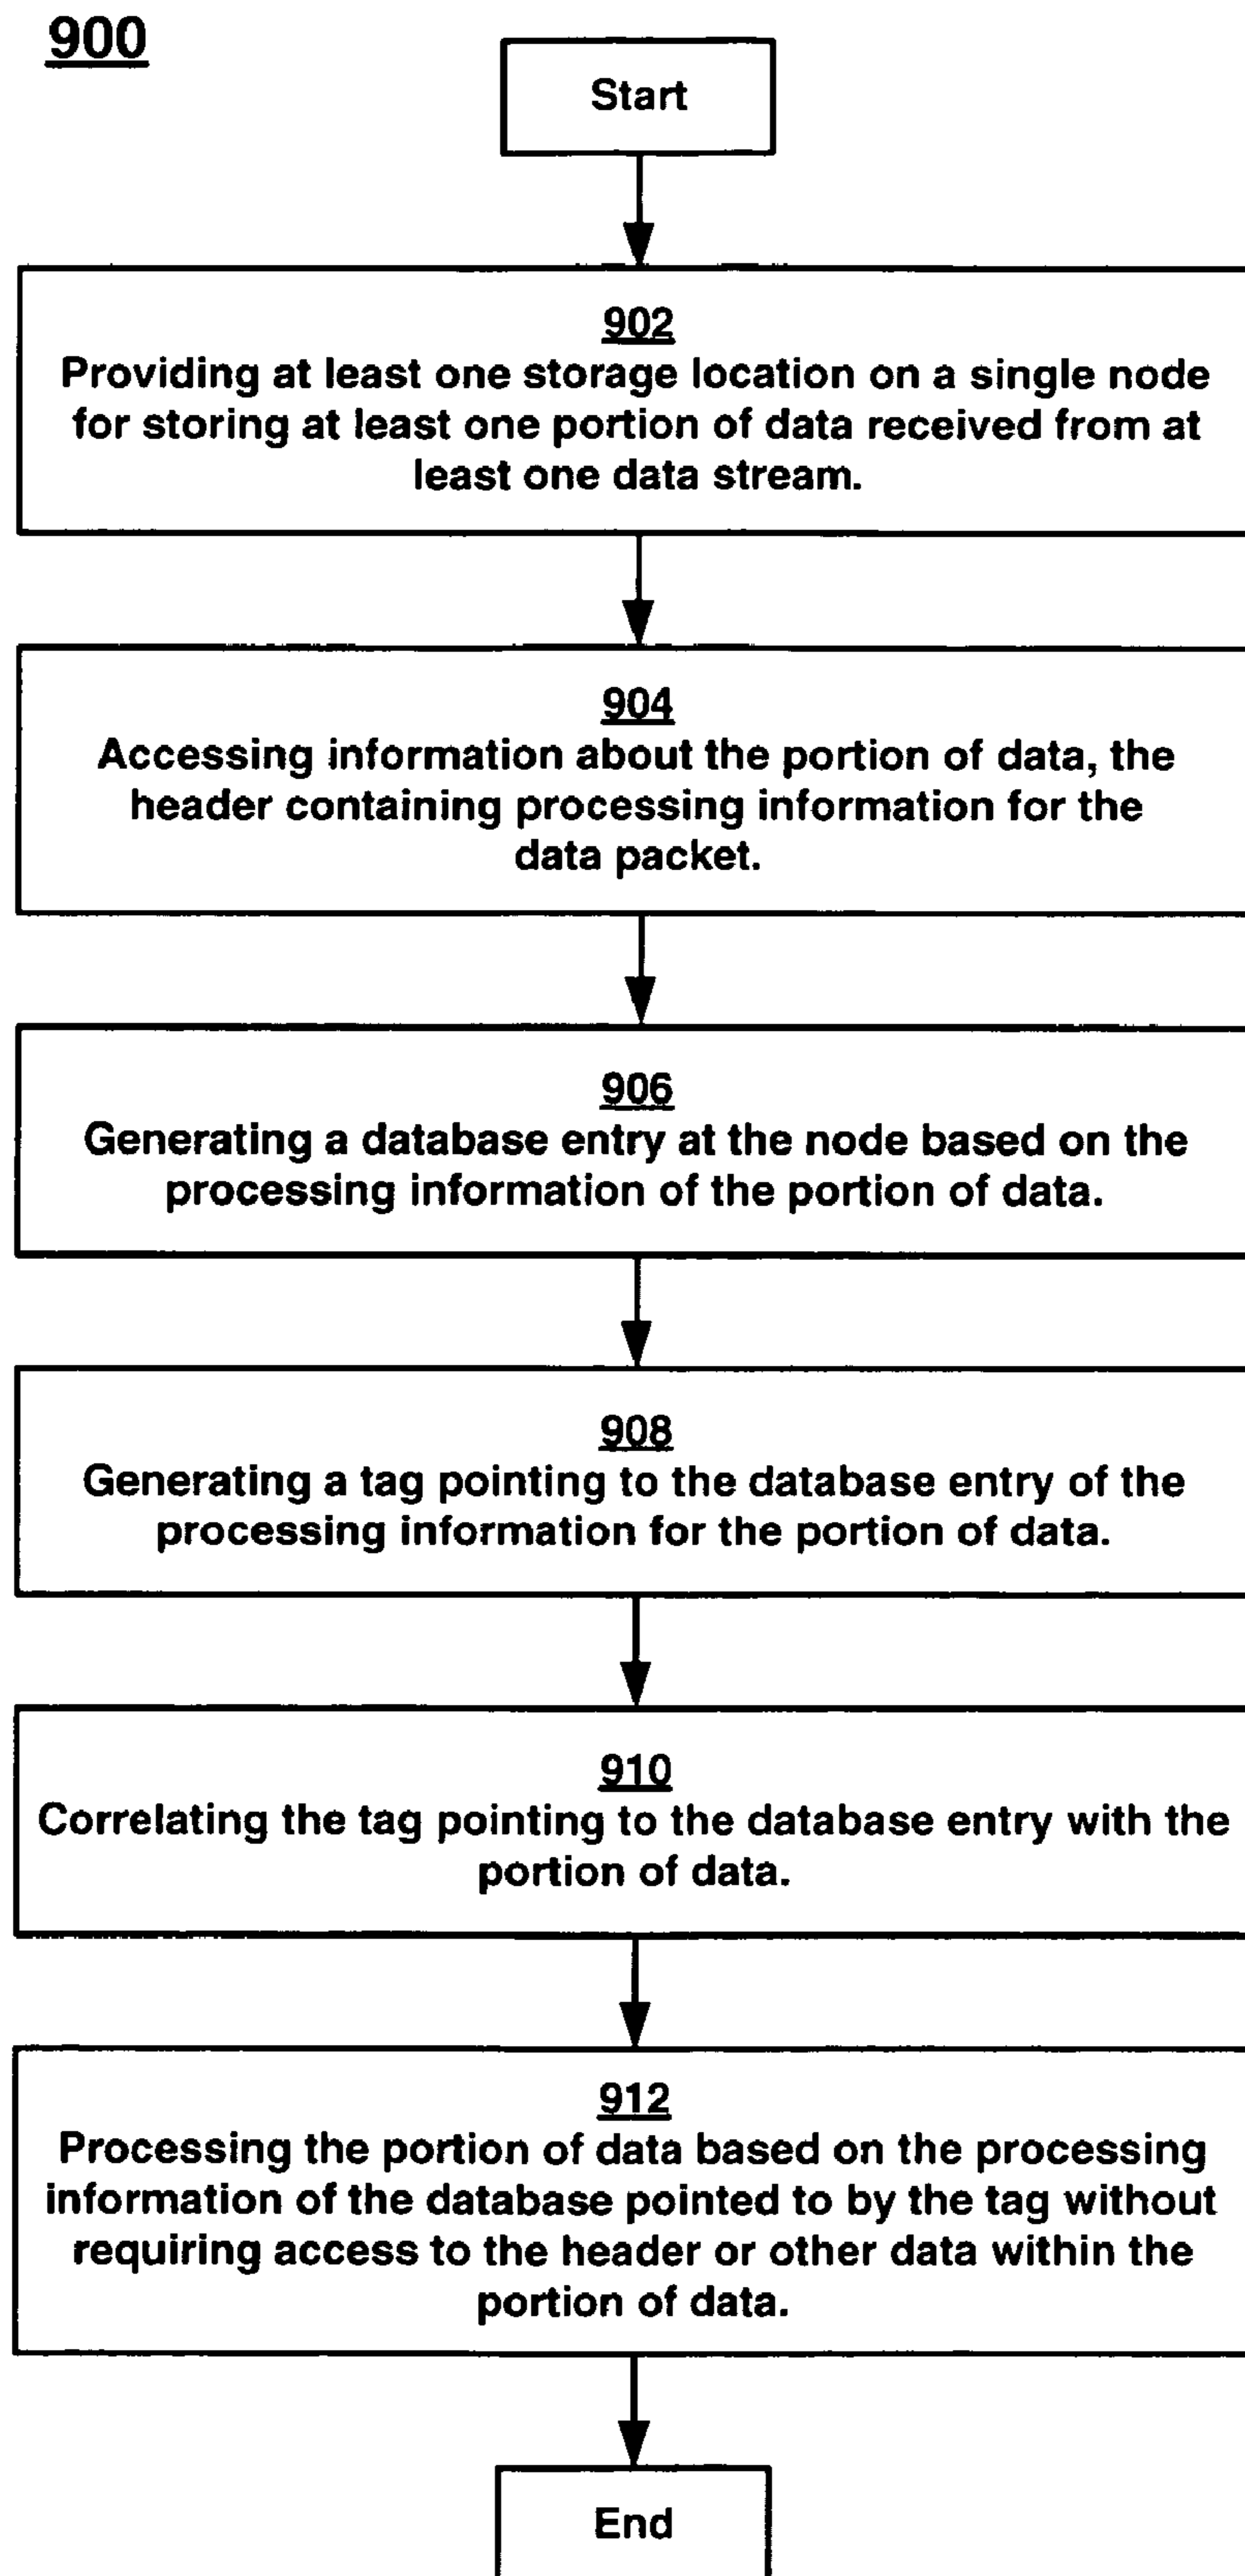 900
Start
902
Providing at least one storage location on a single node
for storing at least one portion of data received from at
least one data stream.
904
Accessing information about the portion of data, the
header containing processing information for the
data packet.
906
Generating a database entry at the node based on the
processing information of the portion of data.
908
Generating a tag pointing to the database entry of the
processing information for the portion of data.
910
Correlating the tag pointing to the database entry with the
portion of data.
912
Processing the portion of data based on the processing
information of the database pointed to by the tag without
requiring access to the header or other data within the
portion of data.
End